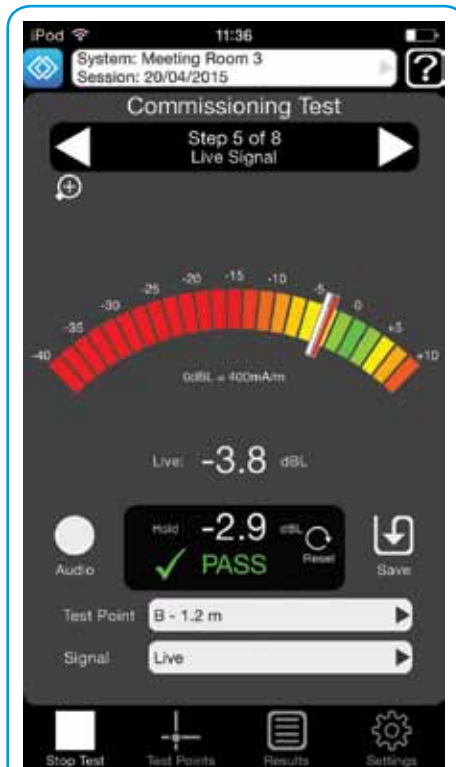 iPod 11:36
System: Meeting Room 3
Session: 20/04/2015
?
Commissioning Test
Step 5 of 8
Live Signal
-40 -35 -30 -25 -20 -15 -10 -5 0 +5 +10
0dBL = 400mA/m
Live: -3.8 dBL
Hold -2.9 dBL
PASS
Reset
Audio
Save
Test Point B - 1.2 m
Signal Live
Stop Test Test Points Results Settings